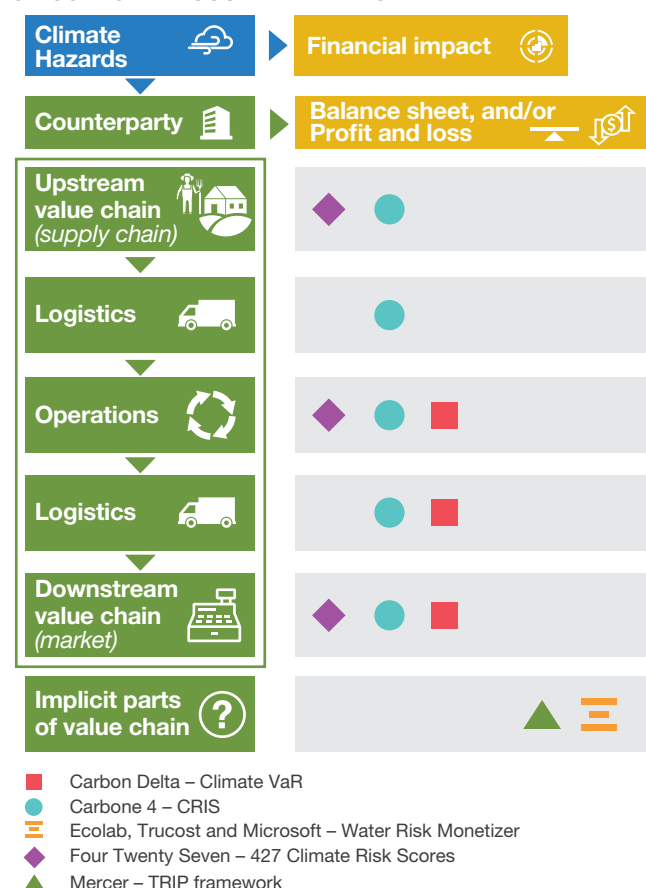 Climate
Hazards
Financial impact
Counterparty
Balance sheet, and/or
Profit and loss
$
Upstream
value chain
(supply chain)
Logistics
Operations
Logistics
Downstream
value chain
(market)
Implicit parts
of value chain
?
Carbon Delta – Climate VaR
Carbone 4 – CRIS
Ecolab, Trucost and Microsoft – Water Risk Monetizer
Four Twenty Seven – 427 Climate Risk Scores
Mercer – TRIP framework